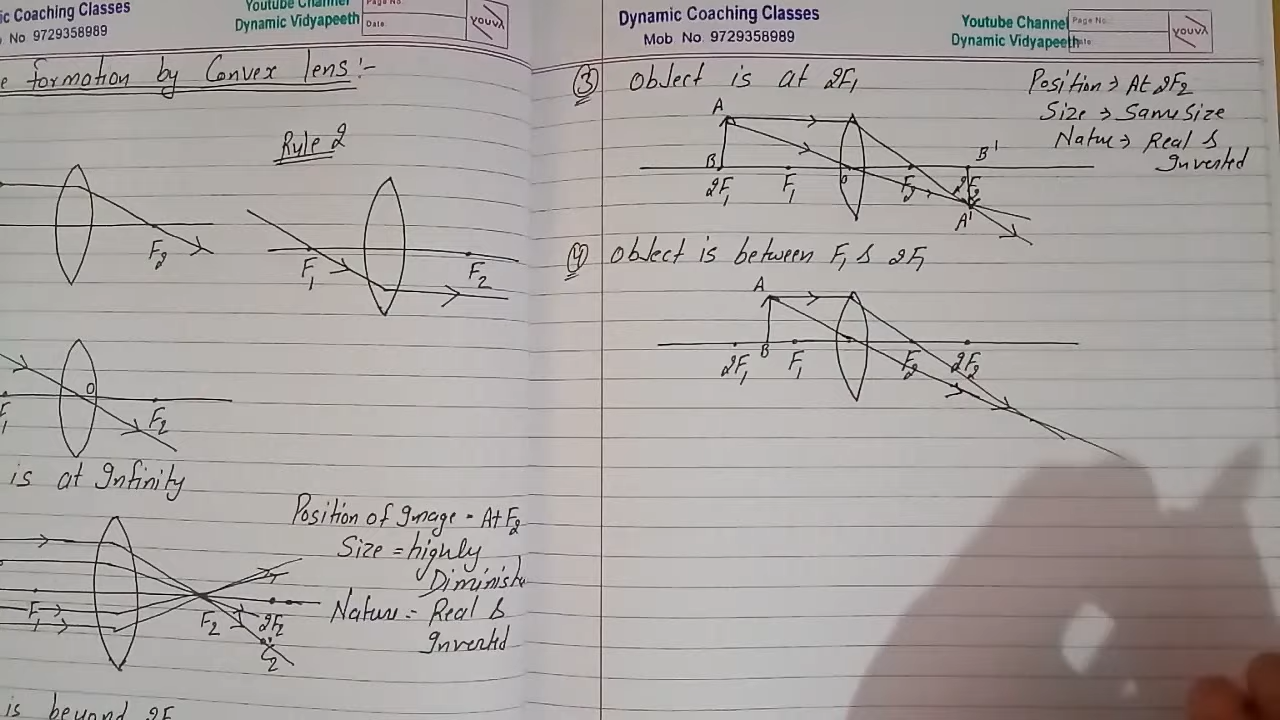 ic Coaching Classes
No. 9729358989
Youtube Channel
Dynamic Vidyapeeth
Page No.
Date:
youvA
e formation by Convex lens:-
Rule 2
F2
F1
F2
O
F1
F2
is at Infinity
Position of Image - At F2
Size = highly
Diminish
Nature = Real &
Inverted
F1
F2
2F2
C2
is beyond 2F
Dynamic Coaching Classes
Mob. No. 9729358989
Youtube Channel
Dynamic Vidyapeeth
Page No.
Date:
youvA
③ Object is at 2F1
Position → At 2F2
Size → Same Size
Nature → Real &
Inverted
A
B
2F1
F1
O
F2
2F2
B'
A'
④ Object is between F1 & 2F1
A
B
2F1
F1
F2
2F2